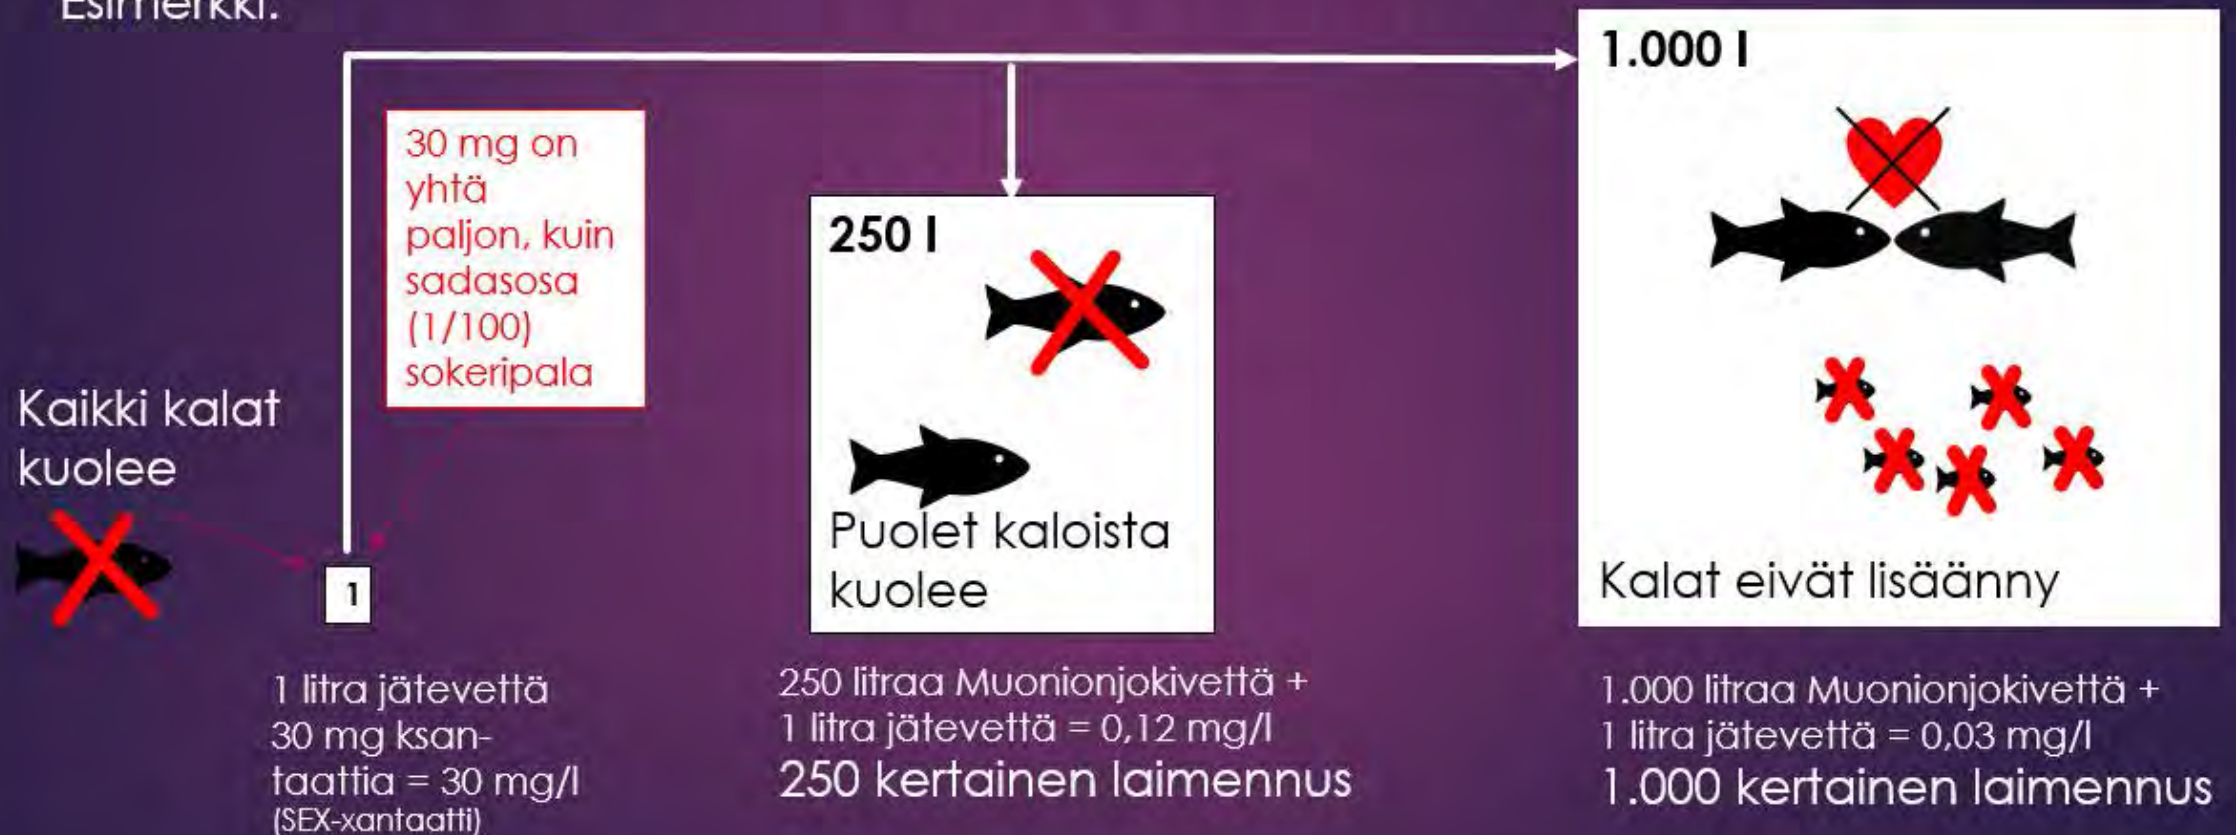 Esimerkki:
30 mg on
yhtä
paljon, kuin
sadasosa
(1/100)
sokeripala
Kaikki kalat
kuolee
1
1 litra jätevettä
30 mg ksan-
taattia = 30 mg/l
(SEX-xantaatti)
250 l
Puolet kaloista
kuolee
250 litraa Muonionjokivettä +
1 litra jätevettä = 0,12 mg/l
250 kertainen laimennus
1.000 l
Kalat eivät lisäänny
1.000 litraa Muonionjokivettä +
1 litra jätevettä = 0,03 mg/l
1.000 kertainen laimennus